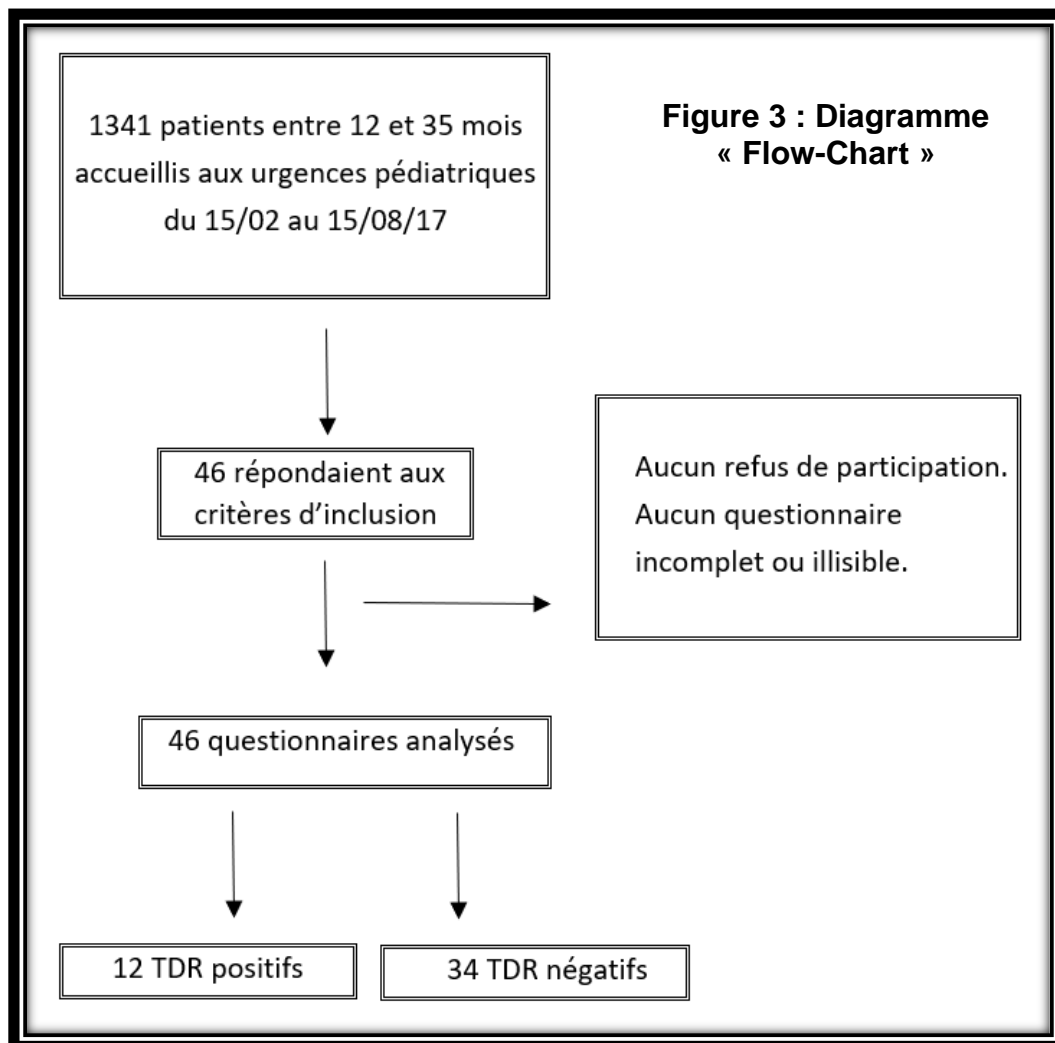 1341 patients entre 12 et 35 mois
accueillis aux urgences pédiatriques
du 15/02 au 15/08/17
Figure 3 : Diagramme
« Flow-Chart »
46 répondaient aux
critères d’inclusion
Aucun refus de participation.
Aucun questionnaire
incomplet ou illisible.
46 questionnaires analysés
12 TDR positifs
34 TDR négatifs